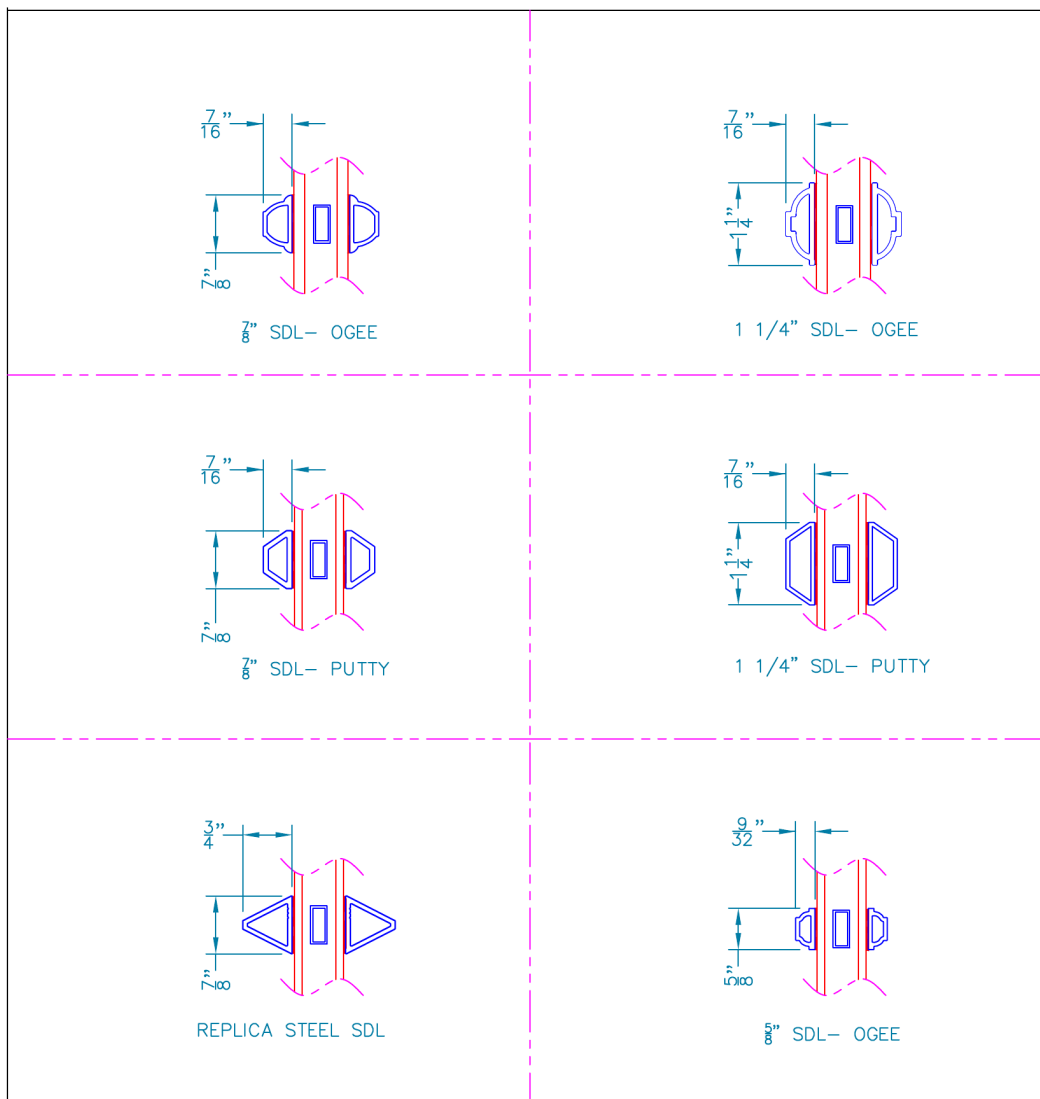 7/16”
7/8”
7/8” SDL– OGEE
7/16”
1 1/4”
1 1/4” SDL– OGEE
7/16”
7/8”
7/8” SDL– PUTTY
7/16”
1 1/4”
1 1/4” SDL– PUTTY
3/4”
7/8”
REPLICA STEEL SDL
9/32”
5/8”
5/8” SDL– OGEE